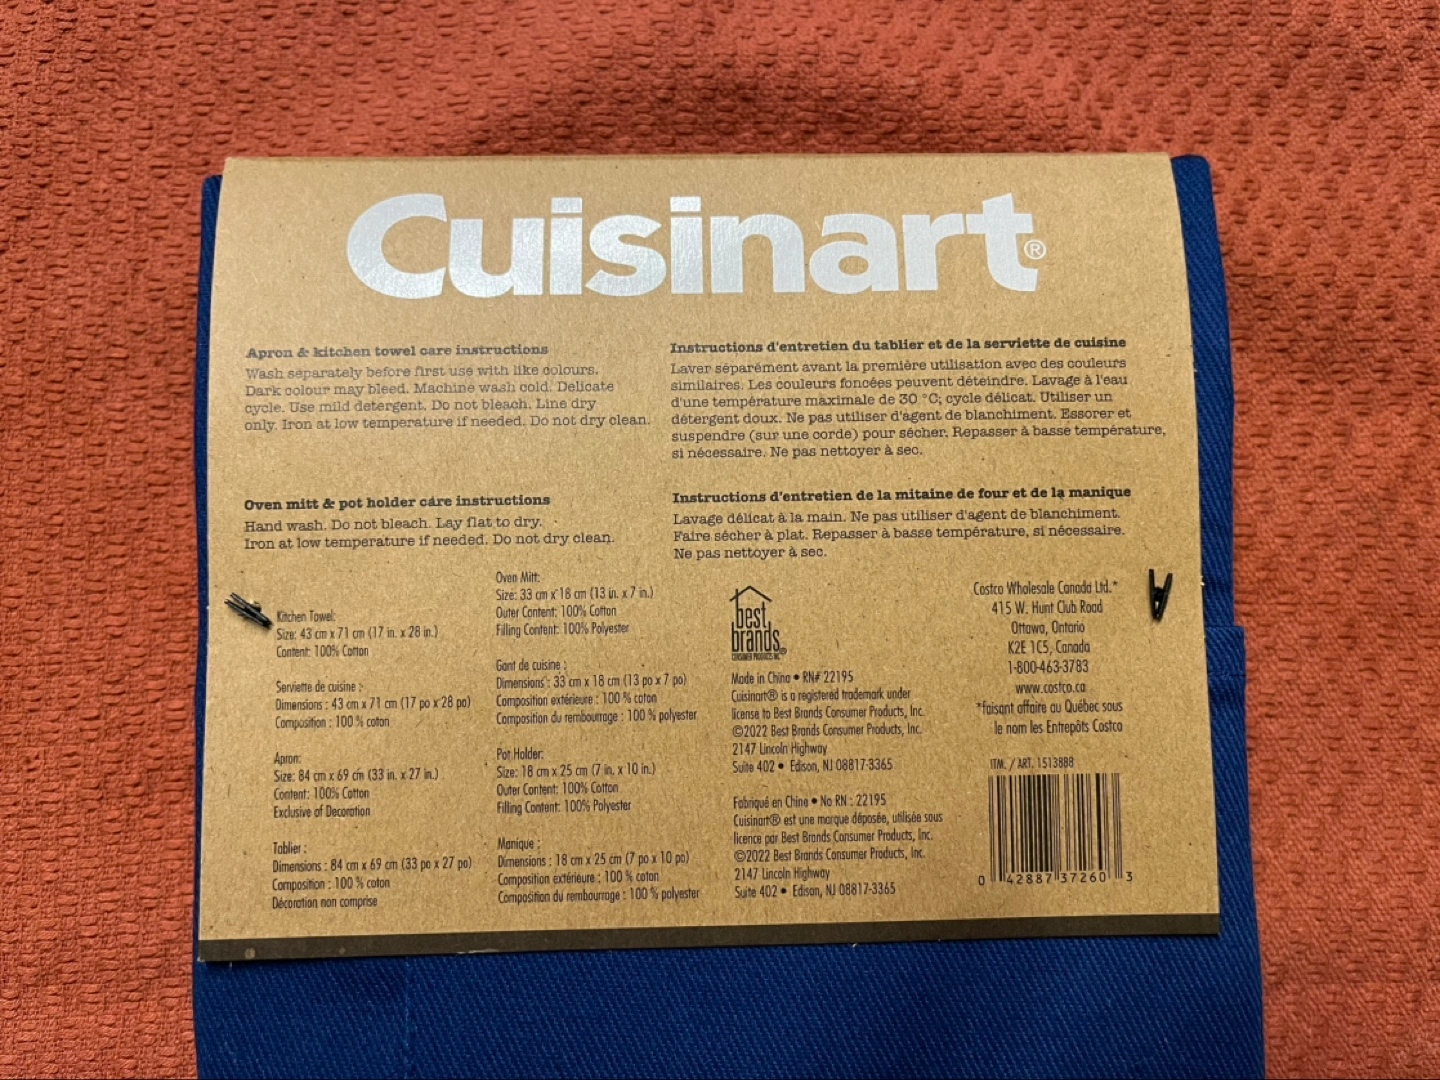 Cuisinart®
Apron & kitchen towel care instructions
Wash separately before first use with like colours.
Dark colour may bleed. Machine wash cold. Delicate
cycle. Use mild detergent. Do not bleach. Line dry
only. Iron at low temperature if needed. Do not dry clean.
Instructions d'entretien du tablier et de la serviette de cuisine
Laver séparément avant la première utilisation avec des couleurs
similaires. Les couleurs foncées peuvent déteindre. Lavage à l'eau
d'une température maximale de 30 °C; cycle délicat. Utiliser un
détergent doux. Ne pas utiliser d'agent de blanchiment. Essorer et
suspendre (sur une corde) pour sécher. Repasser à basse température,
si nécessaire. Ne pas nettoyer à sec.
Oven mitt & pot holder care instructions
Hand wash. Do not bleach. Lay flat to dry.
Iron at low temperature if needed. Do not dry clean.
Instructions d'entretien de la mitaine de four et de la manique
Lavage délicat à la main. Ne pas utiliser d'agent de blanchiment.
Faire sécher à plat. Repasser à basse température, si nécessaire.
Ne pas nettoyer à sec.
Kitchen Towel:
Size: 43 cm x 71 cm (17 in. x 28 in.)
Content: 100% Cotton
Serviette de cuisine :
Dimensions : 43 cm x 71 cm (17 po x 28 po)
Composition : 100 % coton
Apron:
Size: 84 cm x 69 cm (33 in. x 27 in.)
Content: 100% Cotton
Exclusive of Decoration
Tablier :
Dimensions : 84 cm x 69 cm (33 po x 27 po)
Composition : 100 % coton
Décoration non comprise
Oven Mitt:
Size: 33 cm x 18 cm (13 in. x 7 in.)
Outer Content: 100% Cotton
Filling Content: 100% Polyester
Gant de cuisine :
Dimensions : 33 cm x 18 cm (13 po x 7 po)
Composition extérieure : 100 % coton
Composition du rembourrage : 100 % polyester
Pot Holder:
Size: 18 cm x 25 cm (7 in. x 10 in.)
Outer Content: 100% Cotton
Filling Content: 100% Polyester
Manique :
Dimensions : 18 cm x 25 cm (7 po x 10 po)
Composition extérieure : 100 % coton
Composition du rembourrage : 100 % polyester
best
brands®
CONSUMER PRODUCTS INC.
Made in China • RN# 22195
Cuisinart® is a registered trademark under
license to Best Brands Consumer Products, Inc.
©2022 Best Brands Consumer Products, Inc.
2147 Lincoln Highway
Suite 402 • Edison, NJ 08817-3365
Fabriqué en Chine • No RN : 22195
Cuisinart® est une marque déposée, utilisée sous
licence par Best Brands Consumer Products, Inc.
©2022 Best Brands Consumer Products, Inc.
2147 Lincoln Highway
Suite 402 • Edison, NJ 08817-3365
Costco Wholesale Canada Ltd.*
415 W. Hunt Club Road
Ottawa, Ontario
K2E 1C5, Canada
1-800-463-3783
www.costco.ca
*faisant affaire au Québec sous
le nom les Entrepôts Costco
ITM. / ART. 1513888
0 42887 37260 3